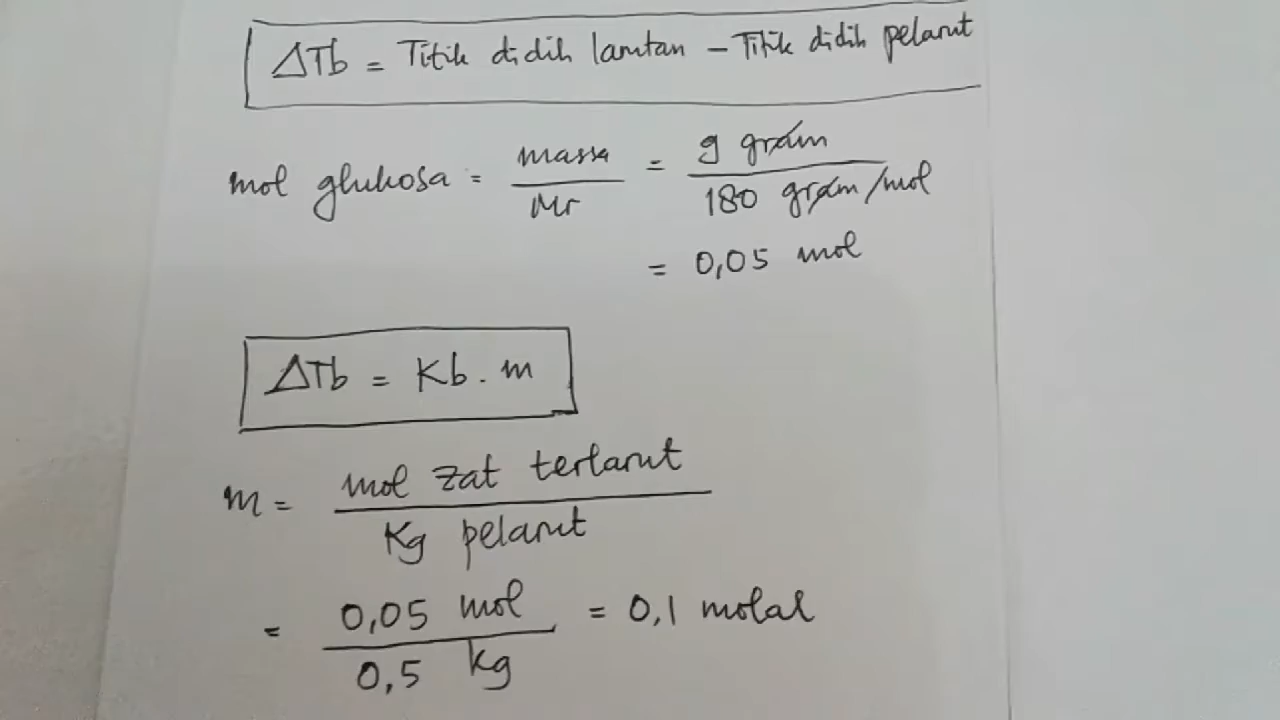 ΔTb = Titik didih larutan – Titik didih pelarut
mol glukosa = massa / Mr = 9 gram / 180 gram/mol
= 0,05 mol
ΔTb = Kb . m
m = mol zat terlarut / Kg pelarut
= 0,05 mol / 0,5 kg = 0,1 molal